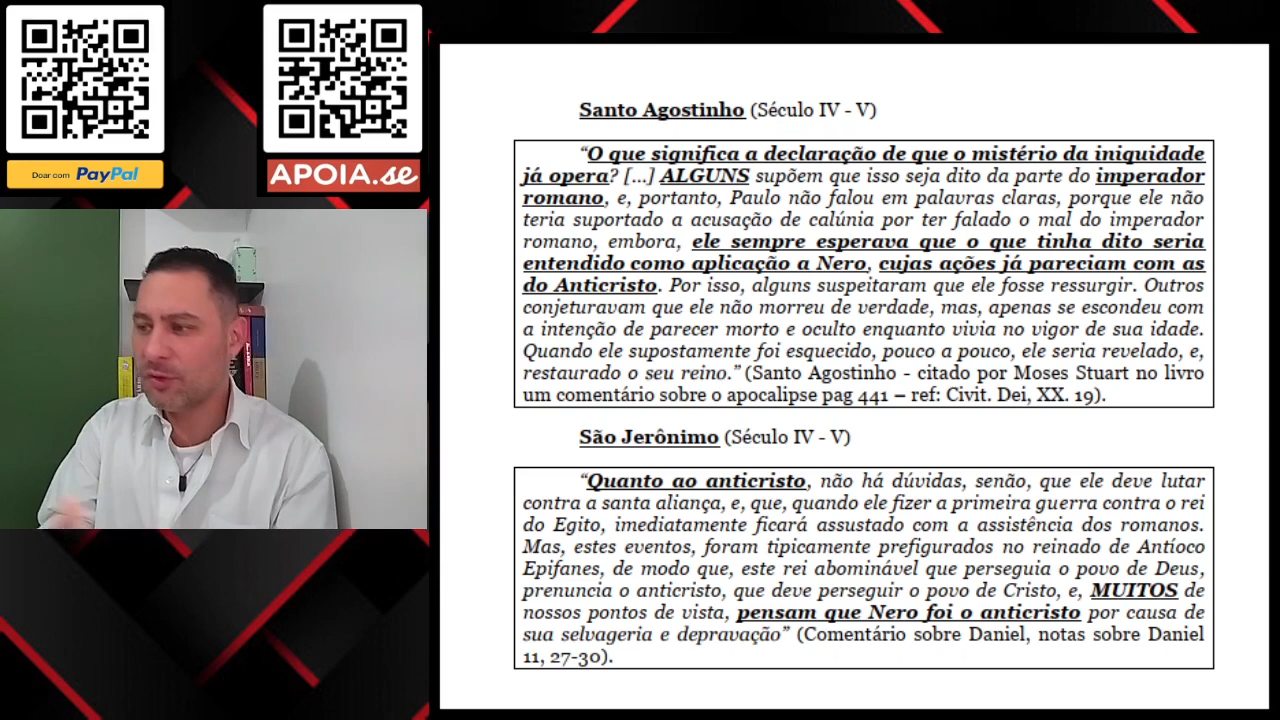 Doar com PayPal
APOIA.se
Santo Agostinho (Século IV - V)
“O que significa a declaração de que o mistério da iniquidade
já opera? [...] ALGUNS supõem que isso seja dito da parte do imperador
romano, e, portanto, Paulo não falou em palavras claras, porque ele não
teria suportado a acusação de calúnia por ter falado o mal do imperador
romano, embora, ele sempre esperava que o que tinha dito seria
entendido como aplicação a Nero, cujas ações já pareciam com as
do Anticristo. Por isso, alguns suspeitaram que ele fosse ressurgir. Outros
conjeturavam que ele não morreu de verdade, mas, apenas se escondeu com
a intenção de parecer morto e oculto enquanto vivia no vigor de sua idade.
Quando ele supostamente foi esquecido, pouco a pouco, ele seria revelado, e,
restaurado o seu reino.” (Santo Agostinho - citado por Moses Stuart no livro
um comentário sobre o apocalipse pag 441 – ref: Civit. Dei, XX. 19).
São Jerônimo (Século IV - V)
“Quanto ao anticristo, não há dúvidas, senão, que ele deve lutar
contra a santa aliança, e, que, quando ele fizer a primeira guerra contra o rei
do Egito, imediatamente ficará assustado com a assistência dos romanos.
Mas, estes eventos, foram tipicamente prefigurados no reinado de Antíoco
Epifanes, de modo que, este rei abominável que perseguia o povo de Deus,
prenuncia o anticristo, que deve perseguir o povo de Cristo, e, MUITOS de
nossos pontos de vista, pensam que Nero foi o anticristo por causa de
sua selvageria e depravação” (Comentário sobre Daniel, notas sobre Daniel
11, 27-30).